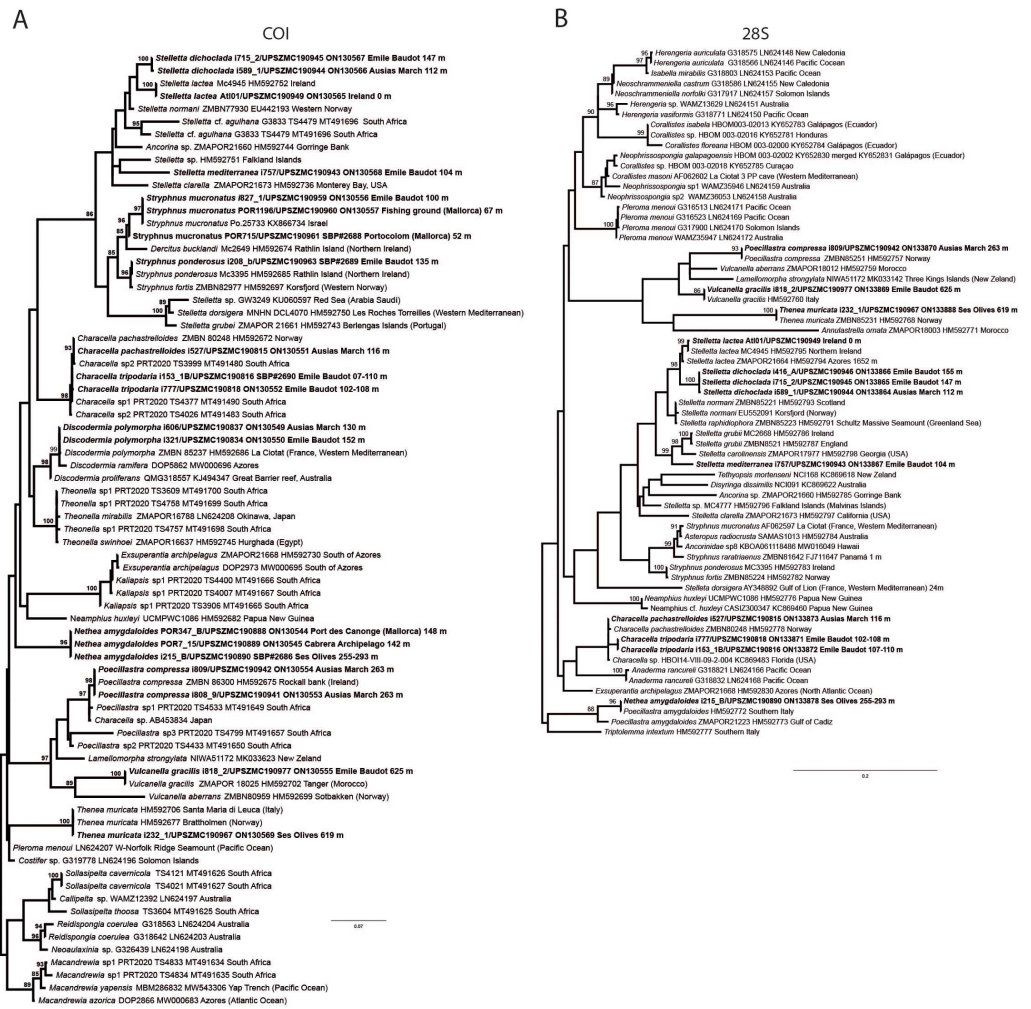 A
COI
100
Stelletta dichoclada i715_2/UPSZMC190945 ON130567 Emile Baudot 147 m
Stelletta dichoclada i589_1/UPSZMC190944 ON130566 Ausias March 112 m
Stelletta lactea Mc4945 HM592752 Ireland
100
Stelletta lactea Atl01/UPSZMC190949 ON130565 Ireland 0 m
Stelletta normani ZMBN77930 EU442193 Western Norway
95
Stelletta cf. agulhana G3833 TS4479 MT491696 South Africa
Stelletta cf. agulhana G3833 TS4479 MT491696 South Africa
Ancorina sp. ZMAPOR21660 HM592744 Gorringe Bank
Stelletta sp. HM592751 Falkland Islands
Stelletta mediterranea i757/UPSZMC190943 ON130568 Emile Baudot 104 m
Stelletta clarella ZMAPOR21673 HM592736 Monterey Bay, USA
86
Stryphnus mucronatus i827_1/UPSZMC190959 ON130556 Emile Baudot 100 m
94
Stryphnus mucronatus POR1196/UPSZMC190960 ON130557 Fishing ground (Mallorca) 67 m
85
Stryphnus mucronatus Po.25733 KX866734 Israel
96
Stryphnus mucronatus POR715/UPSZMC190961 SBP#2688 Portocolom (Mallorca) 52 m
Dercitus bucklandi Mc2649 HM592674 Rathlin Island (Northern Ireland)
Stryphnus ponderosus i208_b/UPSZMC190963 SBP#2689 Emile Baudot 135 m
96
Stryphnus ponderosus Mc3395 HM592685 Rathlin Island (Northern Ireland)
Stryphnus fortis ZMBN82977 HM592697 Korsfjord (Western Norway)
89
Stelletta sp. GW3249 KU060597 Red Sea (Arabia Saudi)
100
Stelletta dorsigera MNHN DCL4070 HM592750 Les Roches Torreilles (Western Mediterranean)
Stelletta grubei ZMAPOR 21661 HM592743 Berlengas Islands (Portugal)
Characella pachastrelloides ZMBN 80248 HM592672 Norway
93
Characella pachastrelloides i527/UPSZMC190815 ON130551 Ausias March 116 m
Characella sp2 PRT2020 TS3999 MT491480 South Africa
Characella tripodaria i153_1B/UPSZMC190816 SBP#2690 Emile Baudot 07-110 m
Characella tripodaria i777/UPSZMC190818 ON130552 Emile Baudot 102-108 m
98
Characella sp1 PRT2020 TS4377 MT491490 South Africa
Characella sp2 PRT2020 TS4026 MT491483 South Africa
Discodermia polymorpha i606/UPSZMC190837 ON130549 Ausias March 130 m
Discodermia polymorpha i321/UPSZMC190834 ON130550 Emile Baudot 152 m
99
Discodermia polymorpha ZMBN 85237 HM592686 La Ciotat (France, Western Mediterranean)
Discodermia ramifera DOP5862 MW000696 Azores
98
Discodermia proliferans QMG318557 KJ494347 Great Barrier reef, Australia
Theonella sp1 PRT2020 TS3609 MT491700 South Africa
Theonella sp1 PRT2020 TS4758 MT491699 South Africa
Theonella mirabilis ZMAPOR16788 LN624208 Okinawa, Japan
100
Theonella sp1 PRT2020 TS4757 MT491698 South Africa
Theonella swinhoei ZMAPOR16637 HM592745 Hurghada (Egypt)
Exsuperantia archipelagus ZMAPOR21668 HM592730 South of Azores
Exsuperantia archipelagus DOP2973 MW000695 South of Azores
Kaliapsis sp1 PRT2020 TS4400 MT491666 South Africa
100
Kaliapsis sp1 PRT2020 TS4007 MT491667 South Africa
Kaliapsis sp1 PRT2020 TS3906 MT491665 South Africa
Neamphius huxleyi UCMPWC1086 HM592682 Papua New Guinea
Nethea amygdaloides POR347_B/UPSZMC190888 ON130544 Port des Canonge (Mallorca) 148 m
Nethea amygdaloides POR7_15/UPSZMC190889 ON130545 Cabrera Archipelago 142 m
96
Nethea amygdaloides i215_B/UPSZMC190890 SBP#2686 Ses Olives 255-293 m
Poecillastra compressa i809/UPSZMC190942 ON130554 Ausias March 263 m
98
Poecillastra compressa ZMBN 86300 HM592675 Rockall bank (Ireland)
Poecillastra compressa i808_9/UPSZMC190941 ON130553 Ausias March 263 m
97
Poecillastra sp1 PRT2020 TS4533 MT491649 South Africa
Characella sp. AB453834 Japan
Poecillastra sp3 PRT2020 TS4799 MT491657 South Africa
98
Poecillastra sp2 PRT2020 TS4433 MT491650 South Africa
97
Lamellomorpha strongylata NIWA51172 MK033623 New Zeland
100
Vulcanella gracilis i818_2/UPSZMC190977 ON130555 Emile Baudot 625 m
89
Vulcanella gracilis ZMAPOR 18025 HM592702 Tanger (Morocco)
Vulcanella aberrans ZMBN80959 HM592699 Sotbakken (Norway)
Thenea muricata HM592706 Santa Maria di Leuca (Italy)
100
Thenea muricata HM592677 Brattholmen (Norway)
Thenea muricata i232_1/UPSZMC190967 ON130569 Ses Olives 619 m
Pleroma menoui LN624207 W-Norfolk Ridge Seamount (Pacific Ocean)
Costifer sp. G319778 LN624196 Solomon Islands
Sollasipelta cavernicola TS4121 MT491626 South Africa
100
Sollasipelta cavernicola TS4021 MT491627 South Africa
Callipelta sp. WAMZ12392 LN624197 Australia
Sollasipelta thoosa TS3604 MT491625 South Africa
94
Reidispongia coerulea G318563 LN624204 Australia
96
Reidispongia coerulea G318642 LN624203 Australia
Neoaulaxinia sp. G326439 LN624198 Australia
93
Macandrewia sp1 PRT2020 TS4833 MT491634 South Africa
85
Macandrewia sp1 PRT2020 TS4834 MT491635 South Africa
89
Macandrewia yapensis MBM286832 MW543306 Yap Trench (Pacific Ocean)
Macandrewia azorica DOP2866 MW000683 Azores (Atlantic Ocean)
0.07
B
28S
95
Herengeria auriculata G318575 LN624148 New Caledonia
97
Herengeria auriculata G318566 LN624146 Pacific Ocean
Isabella mirabilis G318803 LN624153 Pacific Ocean
89
Neoschrammeniella castrum G318586 LN624155 New Caledonia
Neoschrammeniella norfolki G317917 LN624157 Solomon Islands
96
Herengeria sp. WAMZ13629 LN624151 Australia
90
Herengeria vasiformis G318771 LN624150 Pacific Ocean
Corallistes isabela HBOM003-02013 KY652783 Galápagos (Ecuador)
99
Corallistes sp. HBOM 003-02016 KY652781 Honduras
Corallistes floreana HBOM 003-02000 KY652784 Galápagos (Ecuador)
Neophrissospongia galapagoensis HBOM 003-02002 KY652830 merged KY652831 Galápagos (Ecuador)
Corallistes sp. HBOM 003-02018 KY652785 Curaçao
Corallistes masoni AF062602 La Ciotat 3 PP cave (Western Mediterranean)
87
Neophrissospongia sp1 WAMZ35946 LN624159 Australia
Neophrissospongia sp2 WAMZ36053 LN624158 Australia
Pleroma menoui G316513 LN624171 Pacific Ocean
Pleroma menoui G316523 LN624169 Pacific Ocean
100
Pleroma menoui G317900 LN624170 Solomon Islands
Pleroma menoui WAMZ35947 LN624172 Australia
93
Poecillastra compressa i809/UPSZMC190942 ON133870 Ausias March 263 m
Poecillastra compressa ZMBN85251 HM592757 Norway
Vulcanella aberrans ZMAPOR18012 HM592759 Morocco
Lamellomorpha strongylata NIWA51172 MK033142 Three Kings Islands (New Zeland)
86
Vulcanella gracilis i818_2/UPSZMC190977 ON133869 Emile Baudot 625 m
Vulcanella gracilis HM592760 Italy
100
Thenea muricata i232_1/UPSZMC190967 ON133888 Ses Olives 619 m
Thenea muricata ZMBN85231 HM592768 Norway
Annulastrella ornata ZMAPOR18003 HM592771 Morocco
99
Stelletta lactea Atl01/UPSZMC190949 Ireland 0 m
Stelletta lactea MC4945 HM592795 Northern Ireland
Stelletta lactea ZMAPOR21664 HM592794 Azores 1652 m
Stelletta dichoclada i416_A/UPSZMC190946 ON133866 Emile Baudot 155 m
100
Stelletta dichoclada i715_2/UPSZMC190945 ON133865 Emile Baudot 147 m
Stelletta dichoclada i589_1/UPSZMC190944 ON133864 Ausias March 112 m
Stelletta normani ZMBN85221 HM592793 Scotland
Stelletta normani EU552091 Korsfjord (Norway)
Stelletta raphidiophora ZMBN85223 HM592791 Schultz Massive Seamount (Greenland Sea)
100
Stelletta grubii MC2668 HM592786 Ireland
98
Stelletta grubii ZMBN 8521 HM592787 England
99
Stelletta carolinensis ZMAPOR17977 HM592798 Georgia (USA)
Stelletta mediterranea i757/UPSZMC190943 ON133867 Emile Baudot 104 m
Tethyopsis mortenseni NCI168 KC869618 New Zeland
Disyringa dissimilis NCI091 KC869622 Australia
Ancorina sp. ZMAPOR21660 HM592785 Gorringe Bank
Stelletta sp. MC4777 HM592796 Falkland Islands (Malvinas Islands)
Stelletta clarella ZMAPOR21673 HM592797 California (USA)
91
Stryphnus mucronatus AF062597 La Ciotat (France, Western Mediterranean)
Asteropus radiocrusta SAMAS1013 HM592784 Australia
99
Ancorinidae sp8 KBOA061118486 MW016049 Hawaii
Stryphnus raratriaenus ZMBN81642 FJ711647 Panamá 1 m
Stryphnus ponderosus MC3395 HM592783 Ireland
100
Stryphnus fortis ZMBN85224 HM592782 Norway
Stelleta dorsigera AY348892 Gulf of Lion (France, Western Mediterranean) 24m
100
Neamphius huxleyi UCMPWC1086 HM592776 Papua New Guinea
Neamphius cf. huxleyi CASIZ300347 KC869460 Papua New Guinea
Characella pachastrelloides i527/UPSZMC190815 ON133873 Ausias March 116 m
Characella pachastrelloides ZMBN80248 HM592778 Norway
100
Characella tripodaria i777/UPSZMC190818 ON133871 Emile Baudot 102-108 m
Characella tripodaria i153_1B/UPSZMC190816 ON133872 Emile Baudot 107-110 m
Characella sp. HBOI14-VIII-09-2-004 KC869483 Florida (USA)
100
Anaderma rancureli G318821 LN624166 Pacific Ocean
Anaderma rancureli G318832 LN624168 Pacific Ocean
Exsuperantia archipelagus ZMAPOR21668 HM592830 Azores (North Atlantic Ocean)
96
Nethea amygdaloides i215_B/UPSZMC190890 ON133878 Ses Olives 255-293 m
88
Poecillastra amygdaloides HM592772 Southern Italy
Poecillastra amygdaloides ZMAPOR21223 HM592773 Gulf of Cadiz
Triptolemma intextum HM592777 Southern Italy
0.2